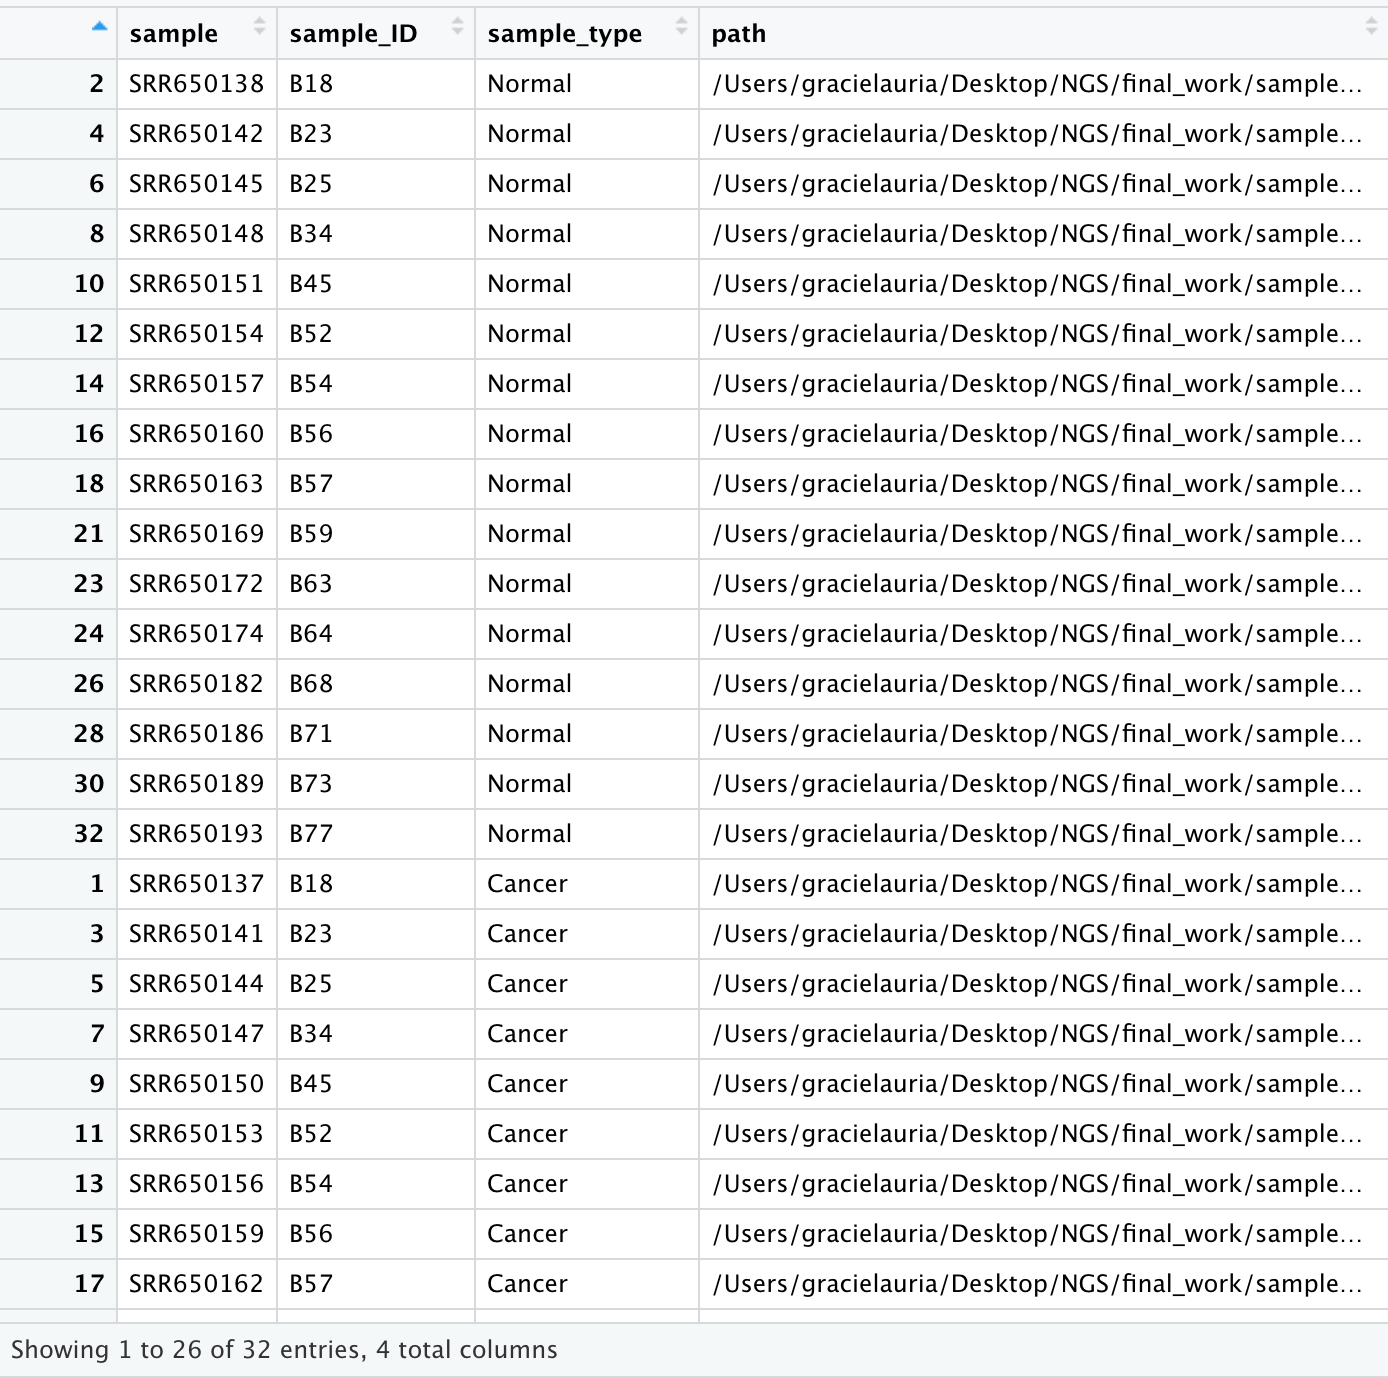 sample sample_ID sample_type path
2 SRR650138 B18 Normal /Users/gracielauria/Desktop/NGS/final_work/sample...
4 SRR650142 B23 Normal /Users/gracielauria/Desktop/NGS/final_work/sample...
6 SRR650145 B25 Normal /Users/gracielauria/Desktop/NGS/final_work/sample...
8 SRR650148 B34 Normal /Users/gracielauria/Desktop/NGS/final_work/sample...
10 SRR650151 B45 Normal /Users/gracielauria/Desktop/NGS/final_work/sample...
12 SRR650154 B52 Normal /Users/gracielauria/Desktop/NGS/final_work/sample...
14 SRR650157 B54 Normal /Users/gracielauria/Desktop/NGS/final_work/sample...
16 SRR650160 B56 Normal /Users/gracielauria/Desktop/NGS/final_work/sample...
18 SRR650163 B57 Normal /Users/gracielauria/Desktop/NGS/final_work/sample...
21 SRR650169 B59 Normal /Users/gracielauria/Desktop/NGS/final_work/sample...
23 SRR650172 B63 Normal /Users/gracielauria/Desktop/NGS/final_work/sample...
24 SRR650174 B64 Normal /Users/gracielauria/Desktop/NGS/final_work/sample...
26 SRR650182 B68 Normal /Users/gracielauria/Desktop/NGS/final_work/sample...
28 SRR650186 B71 Normal /Users/gracielauria/Desktop/NGS/final_work/sample...
30 SRR650189 B73 Normal /Users/gracielauria/Desktop/NGS/final_work/sample...
32 SRR650193 B77 Normal /Users/gracielauria/Desktop/NGS/final_work/sample...
1 SRR650137 B18 Cancer /Users/gracielauria/Desktop/NGS/final_work/sample...
3 SRR650141 B23 Cancer /Users/gracielauria/Desktop/NGS/final_work/sample...
5 SRR650144 B25 Cancer /Users/gracielauria/Desktop/NGS/final_work/sample...
7 SRR650147 B34 Cancer /Users/gracielauria/Desktop/NGS/final_work/sample...
9 SRR650150 B45 Cancer /Users/gracielauria/Desktop/NGS/final_work/sample...
11 SRR650153 B52 Cancer /Users/gracielauria/Desktop/NGS/final_work/sample...
13 SRR650156 B54 Cancer /Users/gracielauria/Desktop/NGS/final_work/sample...
15 SRR650159 B56 Cancer /Users/gracielauria/Desktop/NGS/final_work/sample...
17 SRR650162 B57 Cancer /Users/gracielauria/Desktop/NGS/final_work/sample...
Showing 1 to 26 of 32 entries, 4 total columns